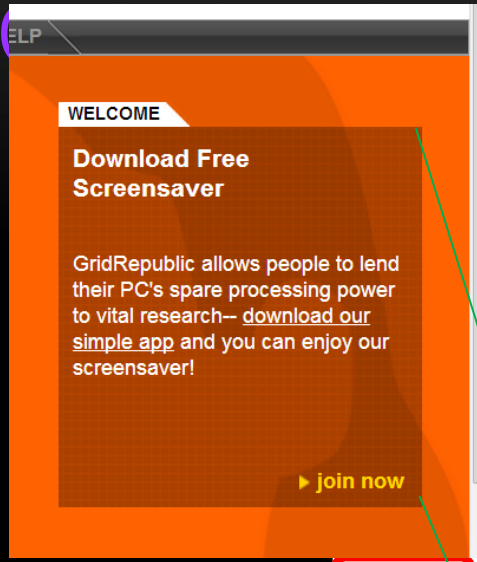 ELP
WELCOME
Download Free
Screensaver
GridRepublic allows people to lend
their PC's spare processing power
to vital research-- download our
simple app and you can enjoy our
screensaver!
join now